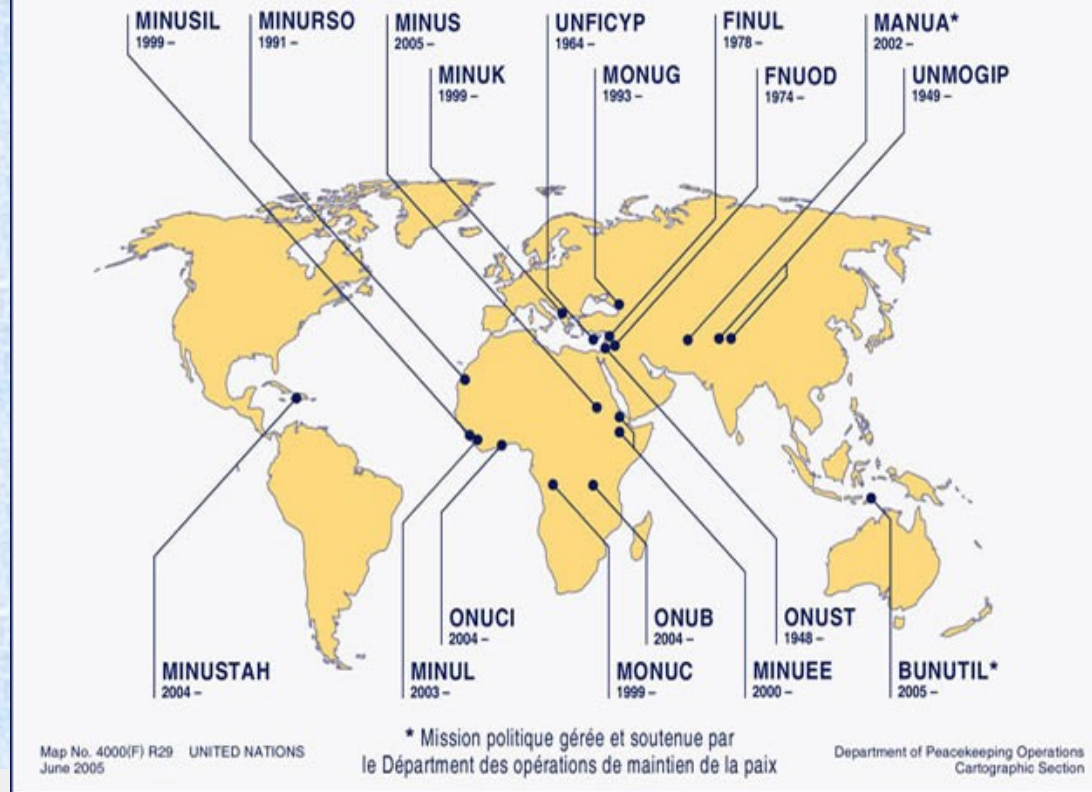 MINUSIL
1999 –
MINURSO
1991 –
MINUS
2005 –
UNFICYP
1964 –
FINUL
1978 –
MANUA*
2002 –
MINUK
1999 –
MONUG
1993 –
FNUOD
1974 –
UNMOGIP
1949 –
ONUCI
2004 –
ONUB
2004 –
ONUST
1948 –
MINUSTAH
2004 –
MINUL
2003 –
MONUC
1999 –
MINUEE
2000 –
BUNUTIL*
2005 –
* Mission politique gérée et soutenue par
le Départment des opérations de maintien de la paix
Map No. 4000(F) R29 UNITED NATIONS
June 2005
Department of Peacekeeping Operations
Cartographic Section